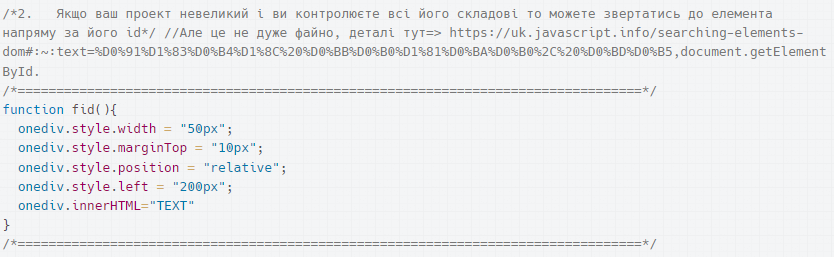 /*2.   Якщо ваш проект невеликий і ви контролюєте всі його складові то можете звертатись до елемента
напряму за його id*/ //Але це не дуже файно, деталі тут=> https://uk.javascript.info/searching-elements-
dom#:~:text=%D0%91%D1%83%D0%B4%D1%8C%20%D0%BB%D0%B0%D1%81%D0%BA%D0%B0%2C%20%D0%BD%D0%B5,document.getElement
ById.
/*================================================================================*/
function fid(){
  onediv.style.width = "50px";
  onediv.style.marginTop = "10px";
  onediv.style.position = "relative";
  onediv.style.left = "200px";
  onediv.innerHTML="TEXT"
}
/*================================================================================*/